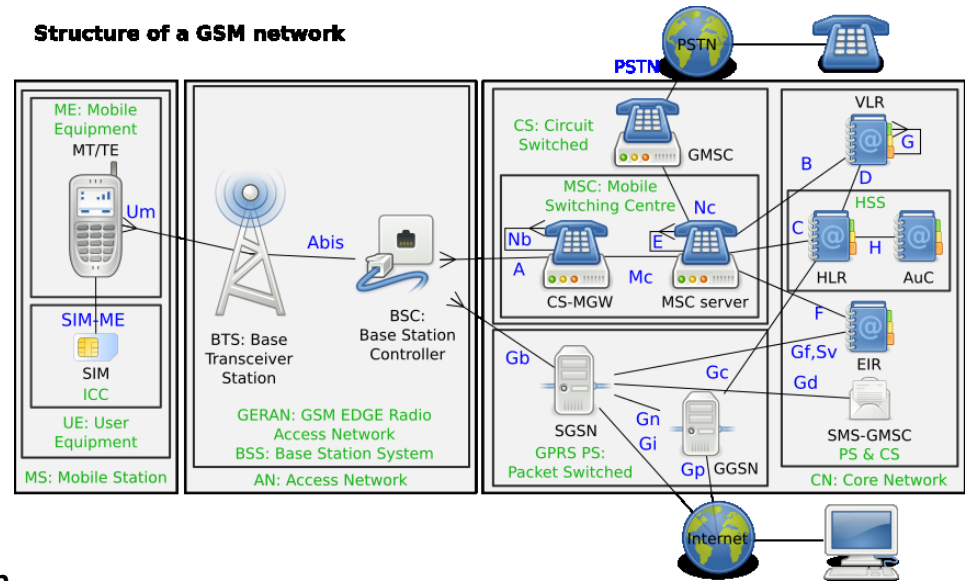 Structure of a GSM network
PSTN
PSTN
ME: Mobile
Equipment
MT/TE
Um
SIM-ME
SIM
ICC
UE: User
Equipment
MS: Mobile Station
Abis
BTS: Base
Transceiver
Station
BSC:
Base Station
Controller
GERAN: GSM EDGE Radio
Access Network
BSS: Base Station System
AN: Access Network
CS: Circuit
Switched
GMSC
MSC: Mobile
Switching Centre
Nc
Nb
E
A
Mc
CS-MGW
MSC server
VLR
G
B
D
HSS
C
H
HLR
AuC
F
EIR
Gf,Sv
Gb
Gc
Gd
SGSN
Gn
Gi
Gp
GGSN
SMS-GMSC
PS & CS
GPRS PS:
Packet Switched
CN: Core Network
Internet